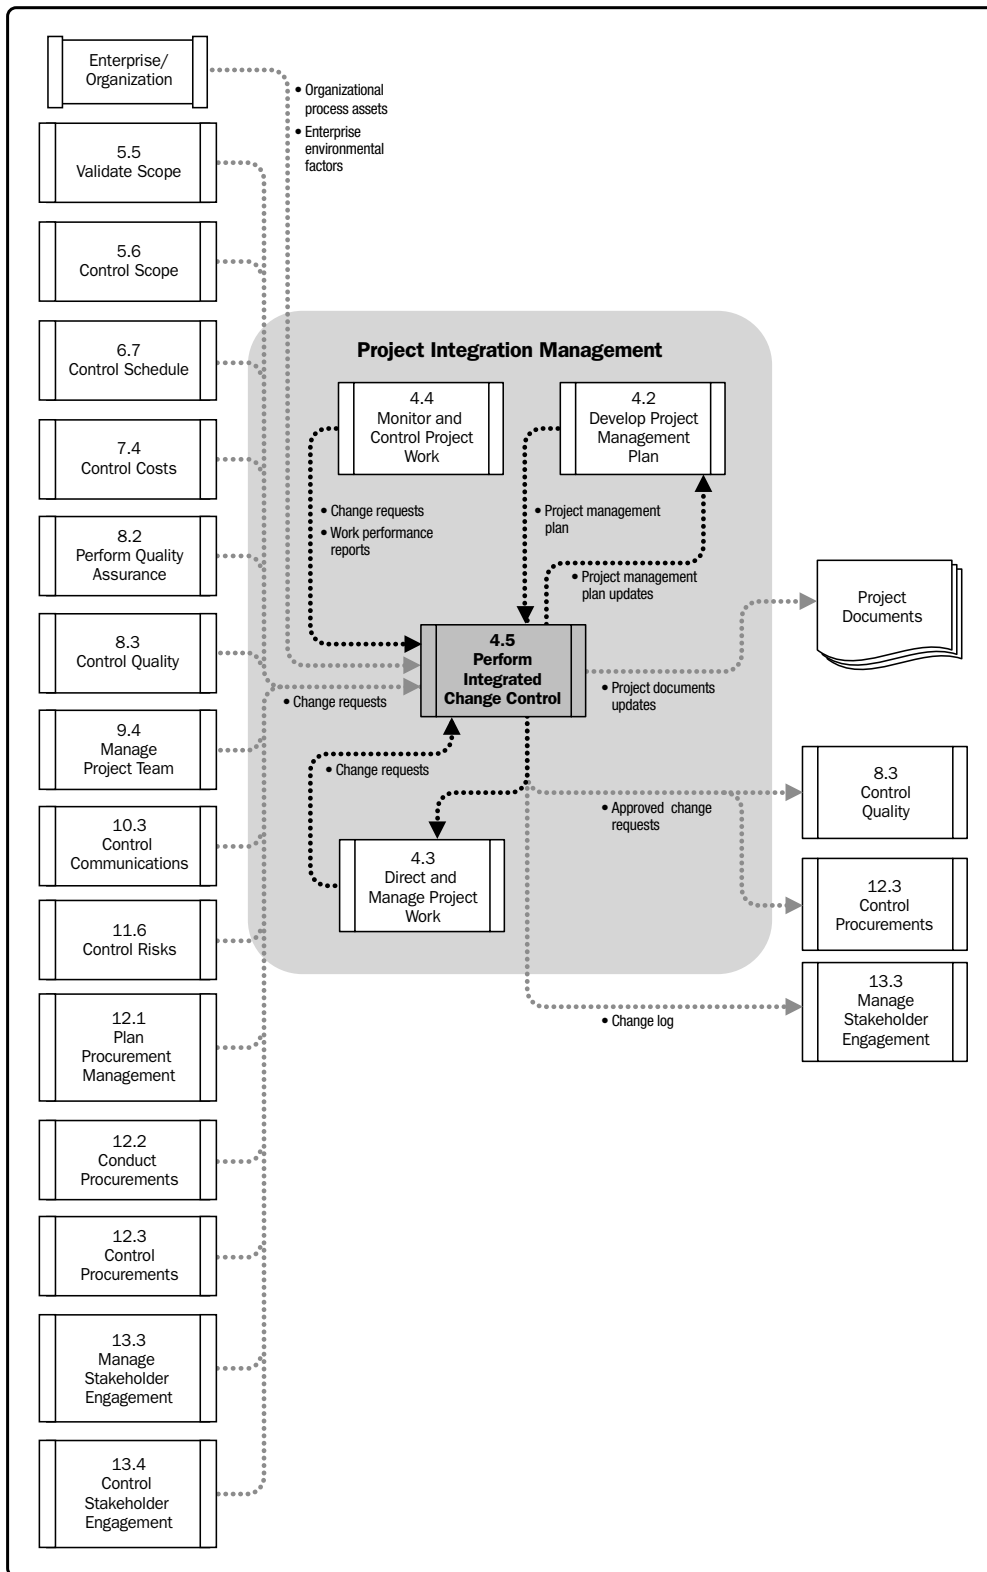 Enterprise/
Organization
• Organizational
process assets
• Enterprise
environmental
factors
5.5
Validate Scope
5.6
Control Scope
6.7
Control Schedule
7.4
Control Costs
8.2
Perform Quality
Assurance
8.3
Control Quality
9.4
Manage
Project Team
10.3
Control
Communications
11.6
Control Risks
12.1
Plan
Procurement
Management
12.2
Conduct
Procurements
12.3
Control
Procurements
13.3
Manage
Stakeholder
Engagement
13.4
Control
Stakeholder
Engagement
Project Integration Management
4.4
Monitor and
Control Project
Work
4.2
Develop Project
Management
Plan
• Change requests
• Work performance
reports
• Project management
plan
• Project management
plan updates
4.5
Perform
Integrated
Change Control
• Change requests
• Project documents
updates
• Change requests
• Approved change
requests
4.3
Direct and
Manage Project
Work
• Change log
Project
Documents
8.3
Control
Quality
12.3
Control
Procurements
13.3
Manage
Stakeholder
Engagement